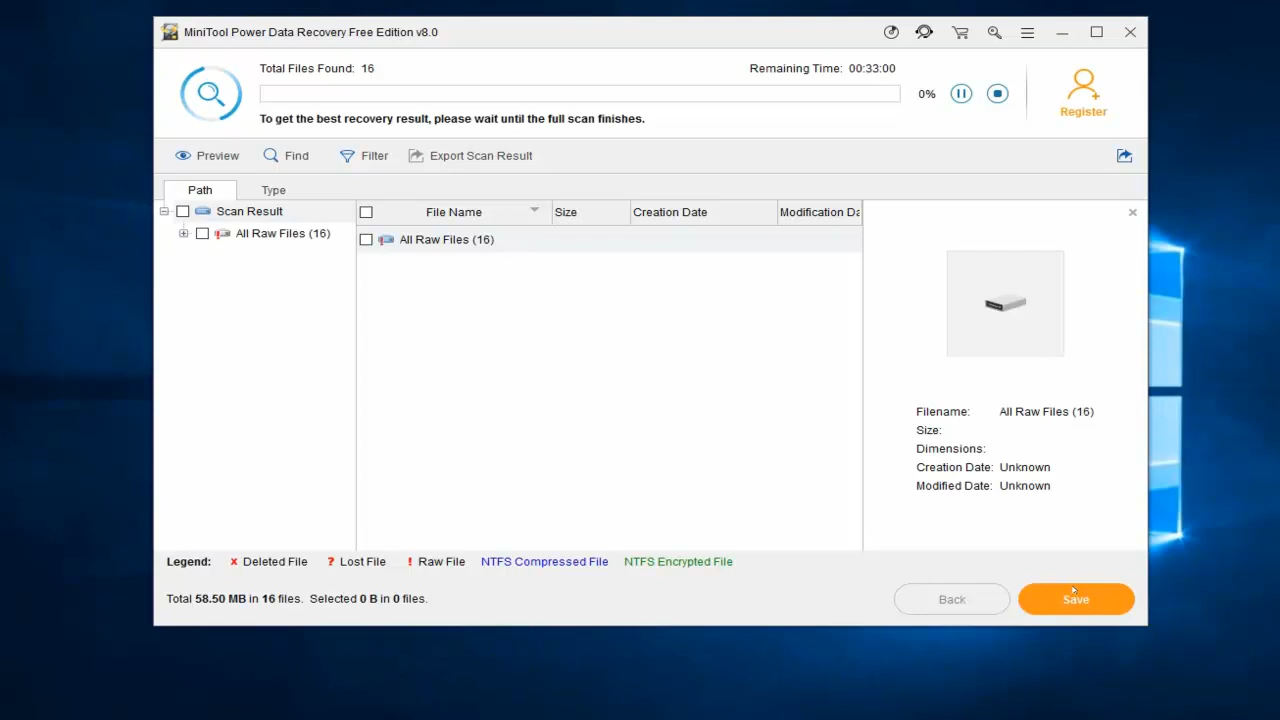 MiniTool Power Data Recovery Free Edition v8.0
Total Files Found: 16
Remaining Time: 00:33:00
0%
Register
To get the best recovery result, please wait until the full scan finishes.
Preview
Find
Filter
Export Scan Result
Path
Type
Scan Result
All Raw Files (16)
File Name
Size
Creation Date
Modification Da
All Raw Files (16)
Filename: All Raw Files (16)
Size:
Dimensions:
Creation Date: Unknown
Modified Date: Unknown
Legend: x Deleted File ? Lost File ! Raw File NTFS Compressed File NTFS Encrypted File
Total 58.50 MB in 16 files. Selected 0 B in 0 files.
Back
Save